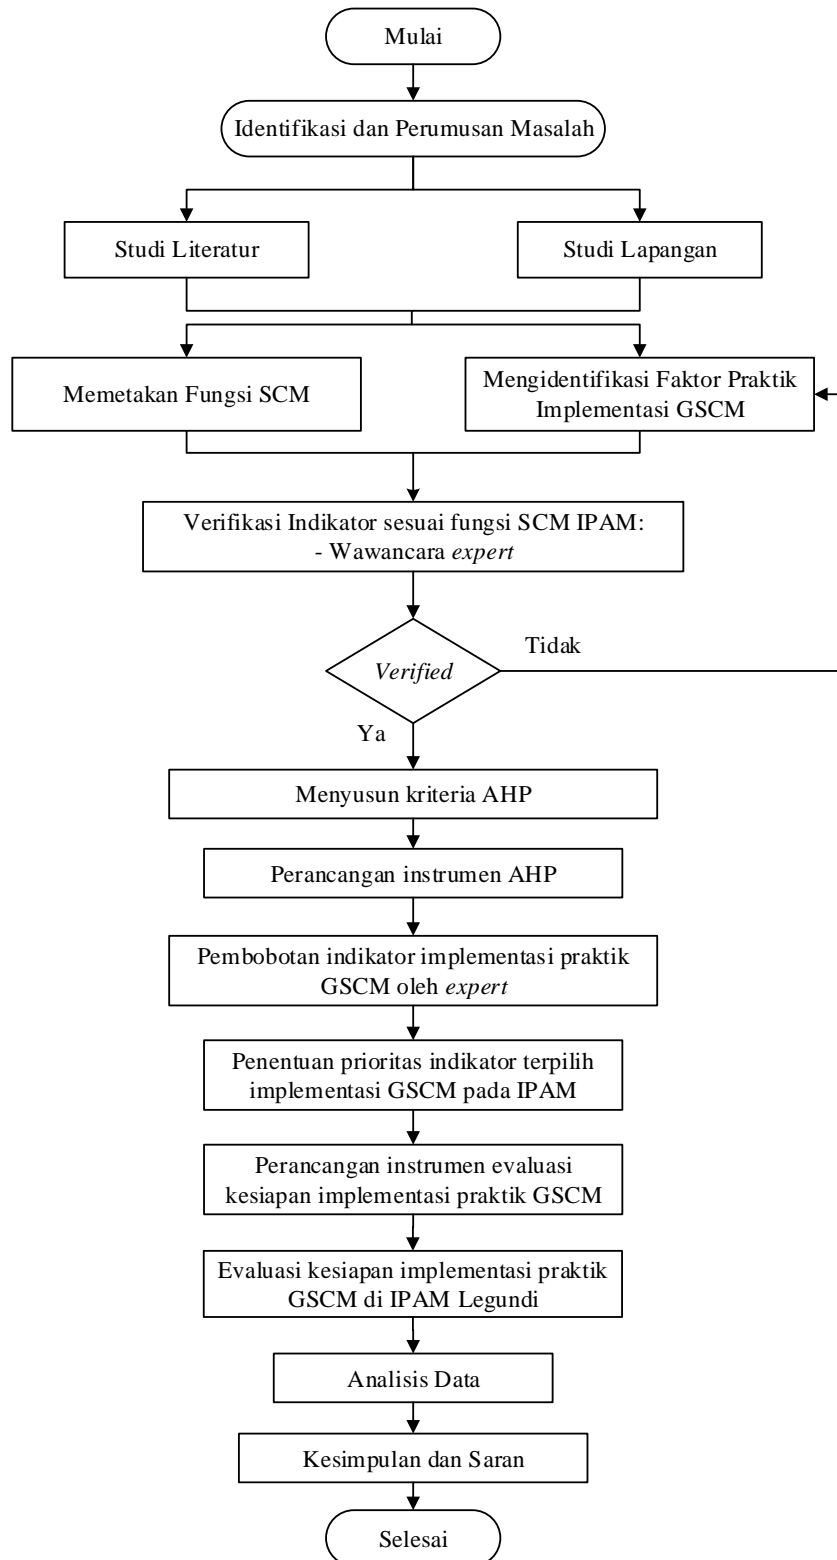 Mulai
Identifikasi dan Perumusan Masalah
Studi Literatur
Studi Lapangan
Memetakan Fungsi SCM
Mengidentifikasi Faktor Praktik
Implementasi GSCM
Verifikasi Indikator sesuai fungsi SCM IPAM:
- Wawancara expert
Verified
Tidak
Ya
Menyusun kriteria AHP
Perancangan instrumen AHP
Pembobotan indikator implementasi praktik
GSCM oleh expert
Penentuan prioritas indikator terpilih
implementasi GSCM pada IPAM
Perancangan instrumen evaluasi
kesiapan implementasi praktik GSCM
Evaluasi kesiapan implementasi praktik
GSCM di IPAM Legundi
Analisis Data
Kesimpulan dan Saran
Selesai